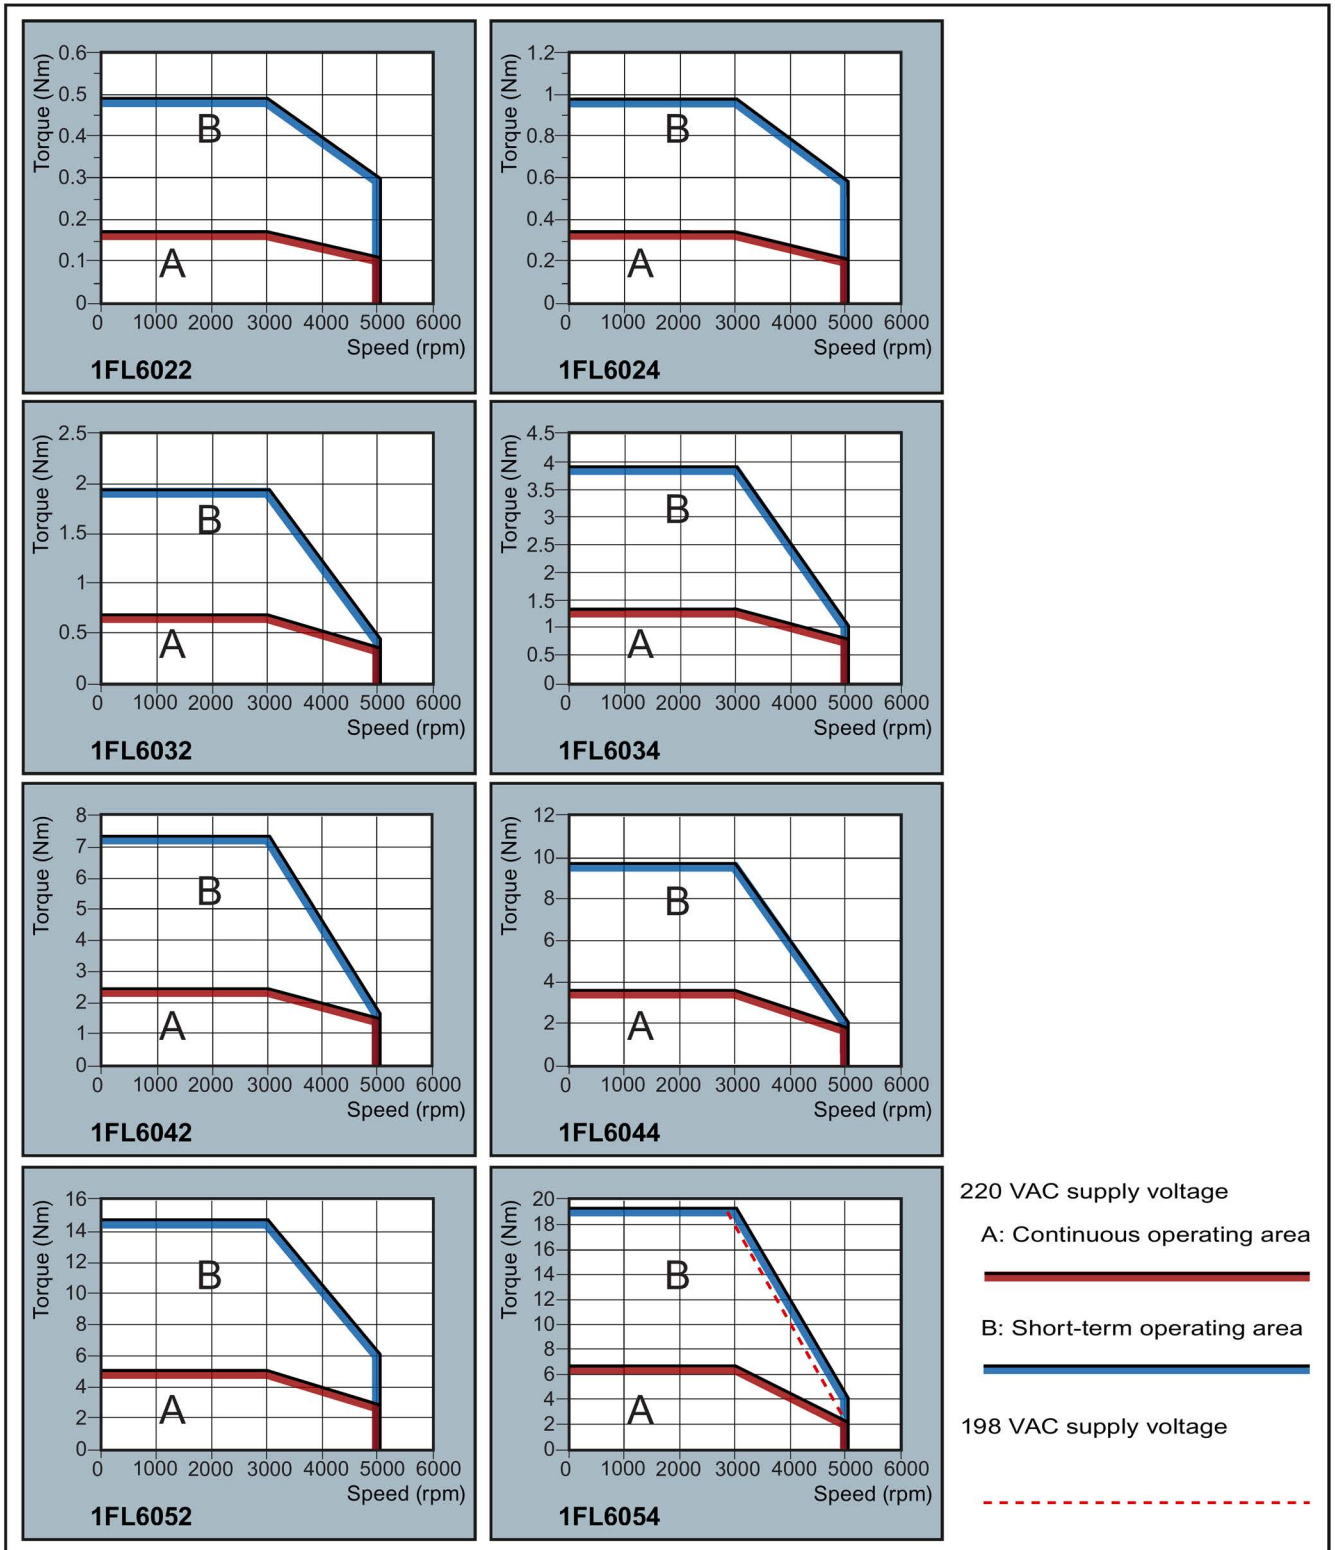 Torque (Nm)
0.6
0.5
0.4
0.3
0.2
0.1
0
B
A
0 1000 2000 3000 4000 5000 6000
Speed (rpm)
1FL6022
Torque (Nm)
1.2
1
0.8
0.6
0.4
0.2
0
B
A
0 1000 2000 3000 4000 5000 6000
Speed (rpm)
1FL6024
Torque (Nm)
2.5
2
1.5
1
0.5
0
B
A
0 1000 2000 3000 4000 5000 6000
Speed (rpm)
1FL6032
Torque (Nm)
4.5
4
3.5
3
2.5
2
1.5
1
0.5
0
B
A
0 1000 2000 3000 4000 5000 6000
Speed (rpm)
1FL6034
Torque (Nm)
8
7
6
5
4
3
2
1
0
B
A
0 1000 2000 3000 4000 5000 6000
Speed (rpm)
1FL6042
Torque (Nm)
12
10
8
6
4
2
0
B
A
0 1000 2000 3000 4000 5000 6000
Speed (rpm)
1FL6044
Torque (Nm)
16
14
12
10
8
6
4
2
0
B
A
0 1000 2000 3000 4000 5000 6000
Speed (rpm)
1FL6052
Torque (Nm)
20
18
16
14
12
10
8
6
4
2
0
B
A
0 1000 2000 3000 4000 5000 6000
Speed (rpm)
1FL6054
220 VAC supply voltage
A: Continuous operating area
B: Short-term operating area
198 VAC supply voltage